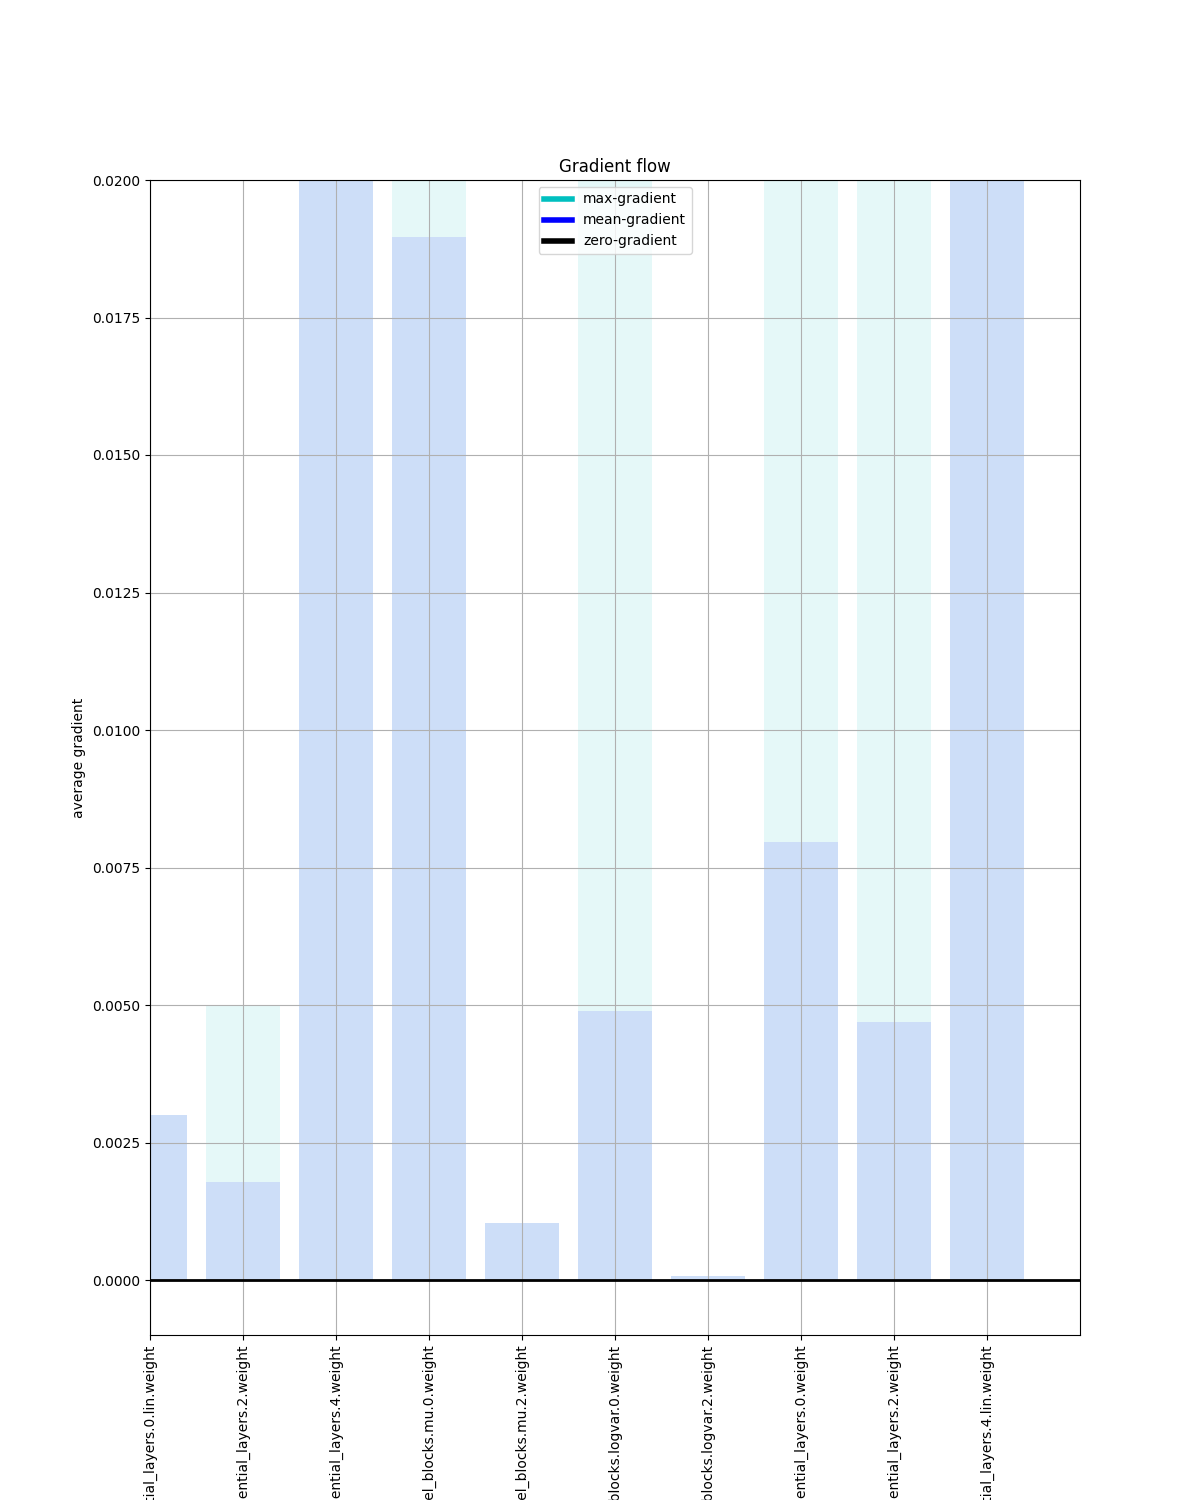 Gradient flow
max-gradient
mean-gradient
zero-gradient
0.0200
0.0175
0.0150
0.0125
0.0100
0.0075
0.0050
0.0025
0.0000
average gradient
tial_layers.0.lin.weight
ential_layers.2.weight
ential_layers.4.weight
el_blocks.mu.0.weight
el_blocks.mu.2.weight
blocks.logvar.0.weight
blocks.logvar.2.weight
ential_layers.0.weight
ential_layers.2.weight
tial_layers.4.lin.weight